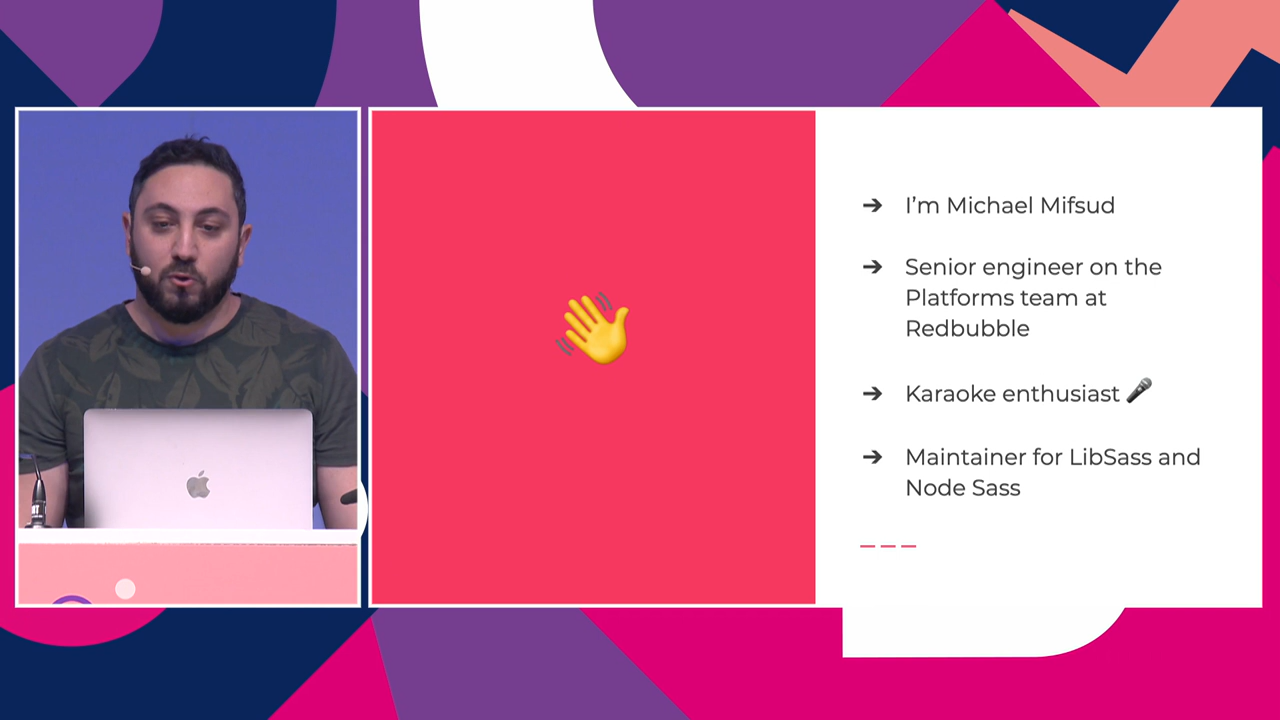 ➔ I’m Michael Mifsud
➔ Senior engineer on the
Platforms team at
Redbubble
➔ Karaoke enthusiast 🎤
➔ Maintainer for LibSass and
Node Sass